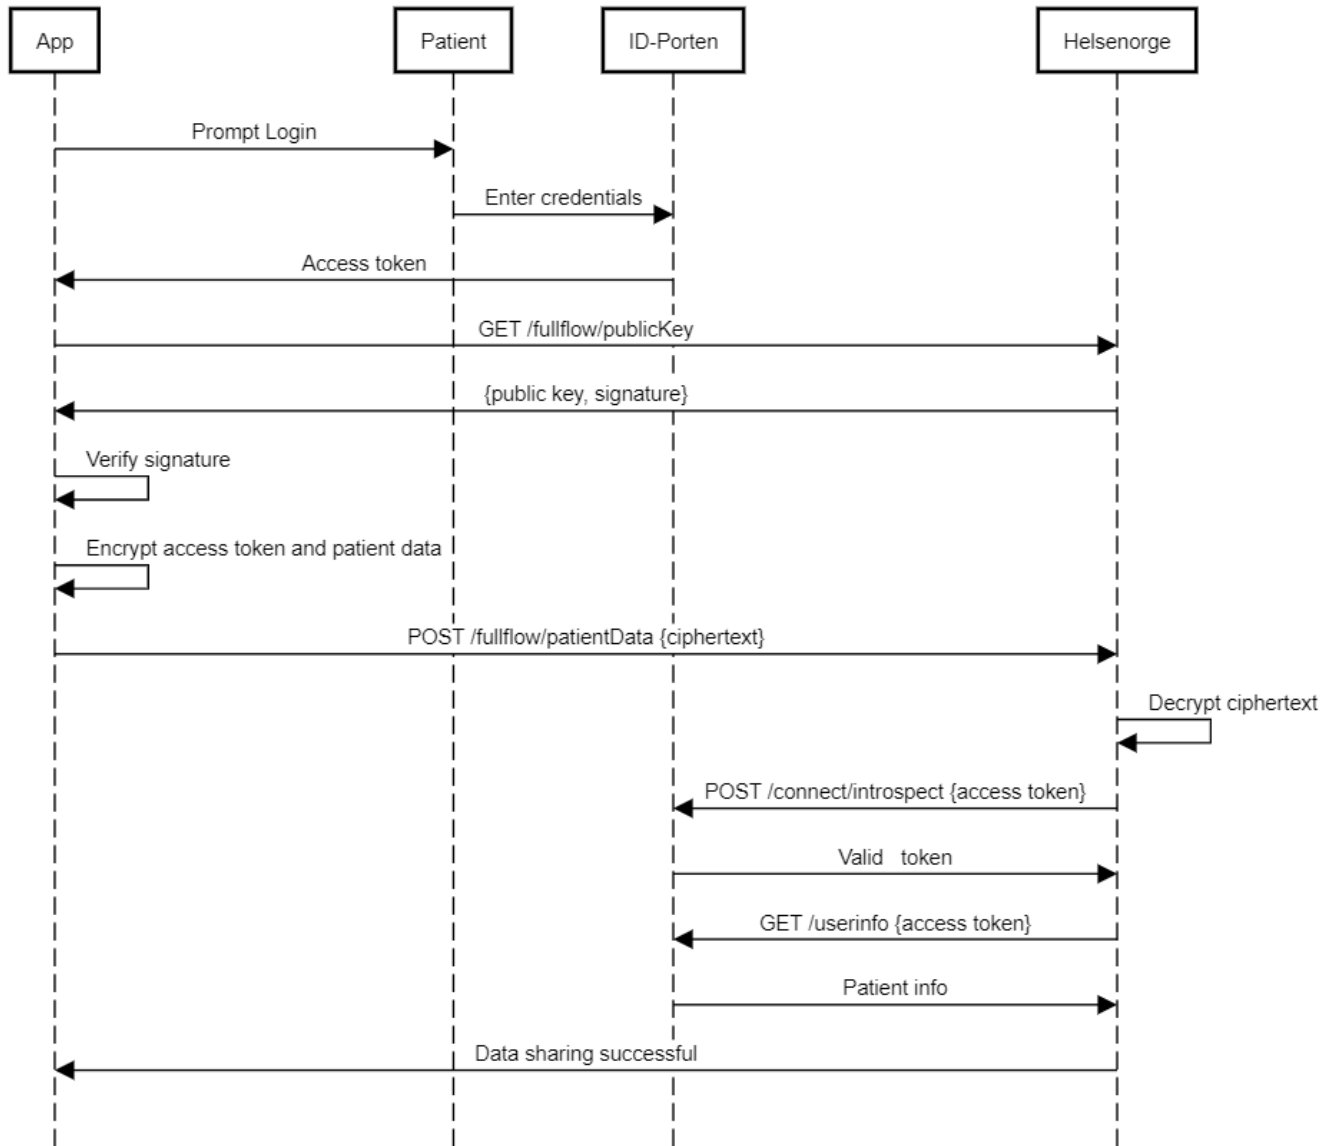 App
Patient
ID-Porten
Helsenorge
Prompt Login
Enter credentials
Access token
GET /fullflow/publicKey
{public key, signature}
Verify signature
Encrypt access token and patient data
POST /fullflow/patientData {ciphertext}
Decrypt ciphertext
POST /connect/introspect {access token}
Valid token
GET /userinfo {access token}
Patient info
Data sharing successful